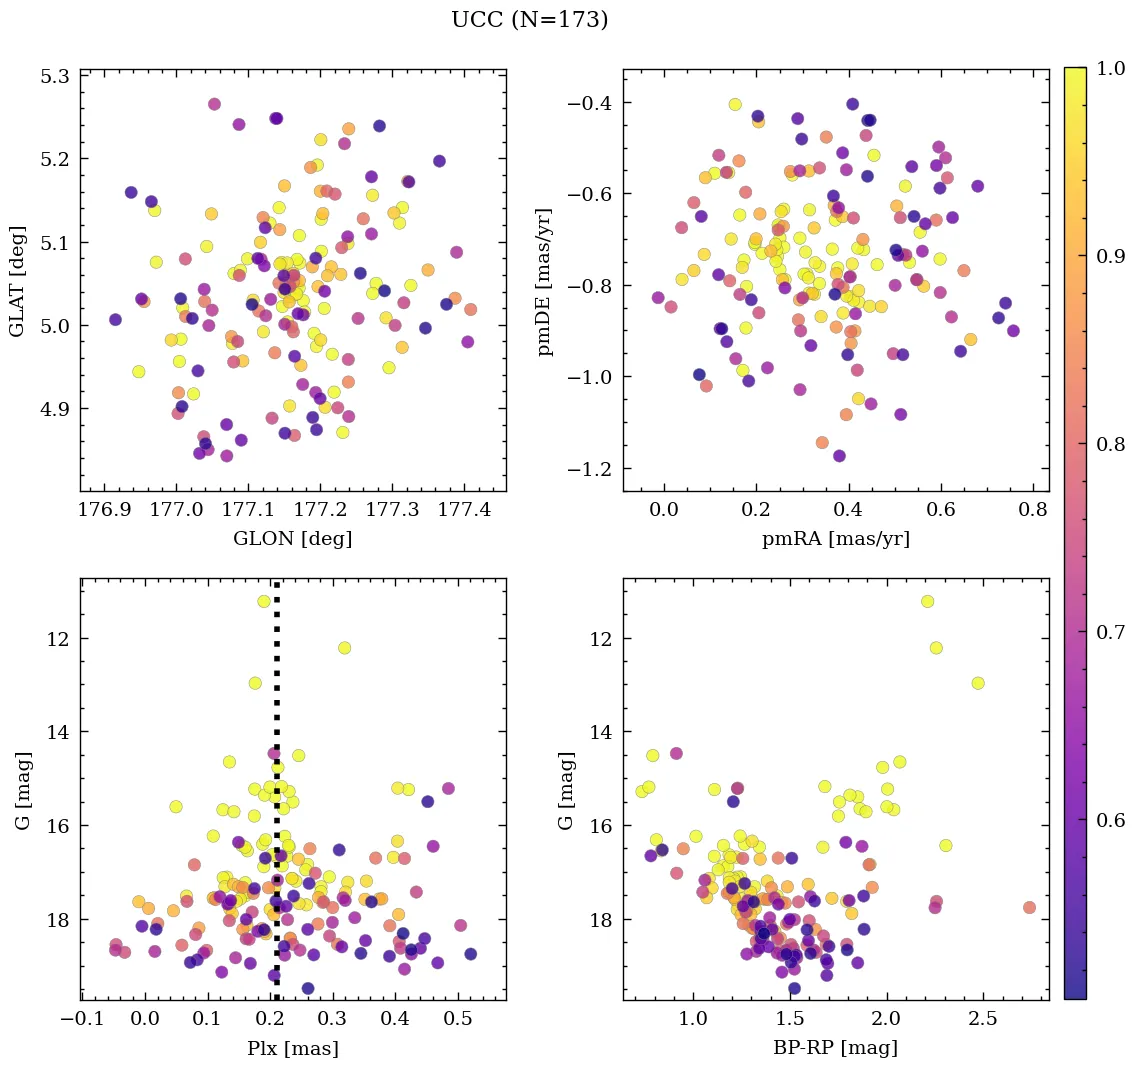 UCC (N=173)
5.3
5.2
5.1
5.0
4.9
GLAT [deg]
176.9 177.0 177.1 177.2 177.3 177.4
GLON [deg]
−0.4
−0.6
−0.8
−1.0
−1.2
pmDE [mas/yr]
0.0 0.2 0.4 0.6 0.8
pmRA [mas/yr]
12
14
16
18
G [mag]
−0.1 0.0 0.1 0.2 0.3 0.4 0.5
Plx [mas]
12
14
16
18
G [mag]
1.0 1.5 2.0 2.5
BP-RP [mag]
1.0
0.9
0.8
0.7
0.6